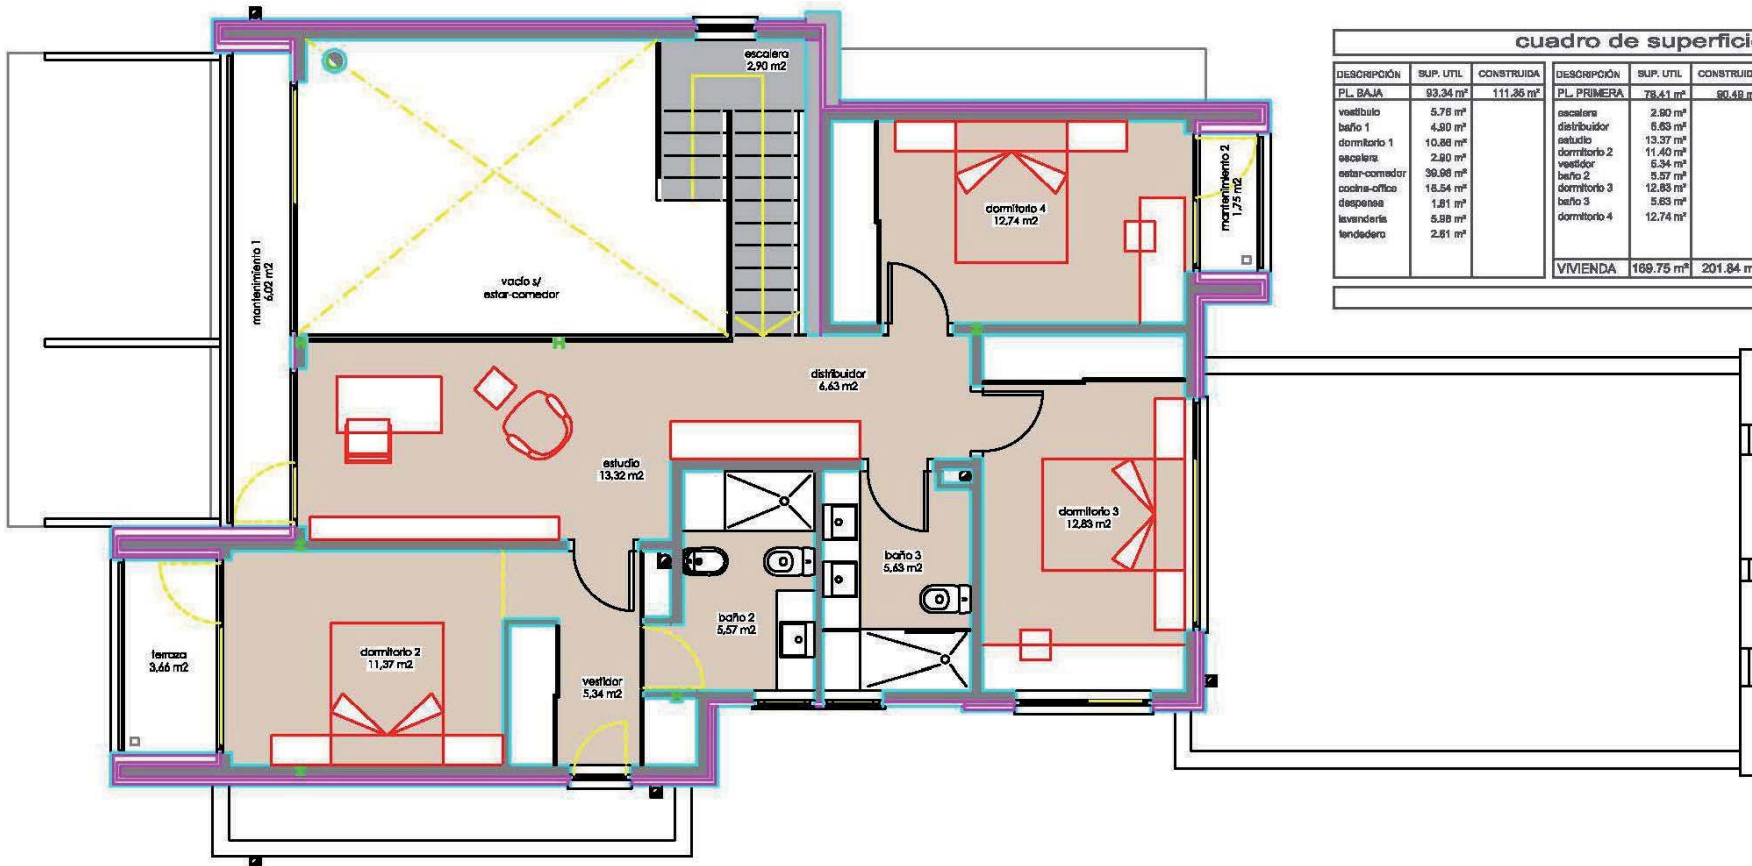 escalera
2,90 m2
mantenimiento 1
6,02 m2
vacío s/
estar-comedor
dormitorio 4
12,74 m2
mantenimiento 2
1,75 m2
distribuidor
6,63 m2
estudio
13,32 m2
dormitorio 3
12,83 m2
baño 3
5,63 m2
baño 2
5,57 m2
terraza
3,66 m2
dormitorio 2
11,37 m2
vestidor
5,34 m2
cuadro de superfici
DESCRIPCIÓN SUP. UTIL CONSTRUIDA
PL. BAJA 93.34 m² 111.35 m²
vestibulo 5.76 m²
baño 1 4.90 m²
dormitorio 1 10.86 m²
escalera 2.90 m²
estar-comedor 39.98 m²
cocina-office 16.54 m²
despensa 1.81 m²
lavandería 5.98 m²
tendedero 2.61 m²
DESCRIPCIÓN SUP. UTIL CONSTRUID
PL. PRIMERA 76.41 m² 90.49 m
escalera 2.90 m²
distribuidor 6.63 m²
estudio 13.37 m²
dormitorio 2 11.40 m²
vestidor 5.34 m²
baño 2 5.57 m²
dormitorio 3 12.83 m²
baño 3 5.63 m²
dormitorio 4 12.74 m²
VIVIENDA 169.75 m² 201.84 m